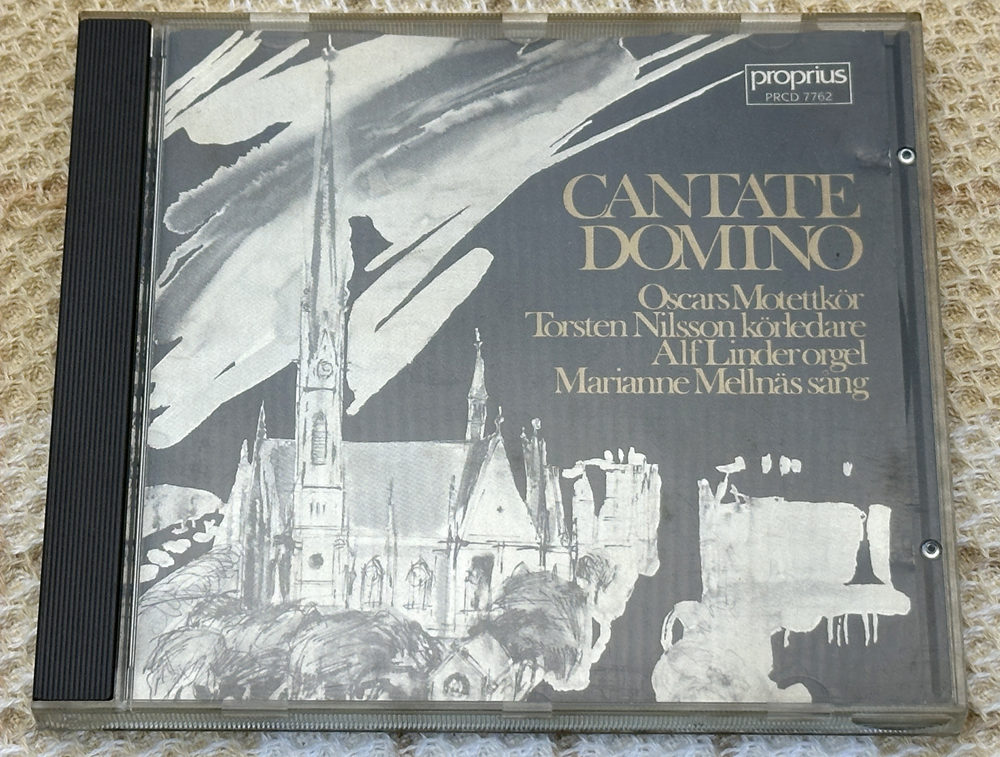 proprius
PRCD 7762
CANTATE
DOMINO
Oscars Motettkör
Torsten Nilsson körledare
Alf Linder orgel
Marianne Mellnäs sång